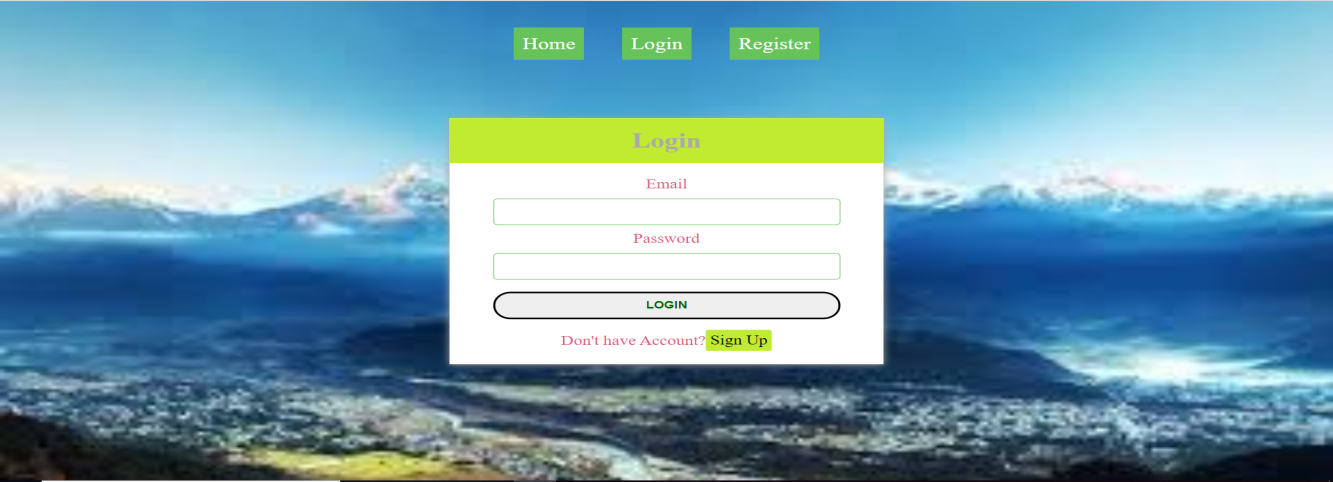 Home Login Register
Login
Email
Password
LOGIN
Don't have Account? Sign Up